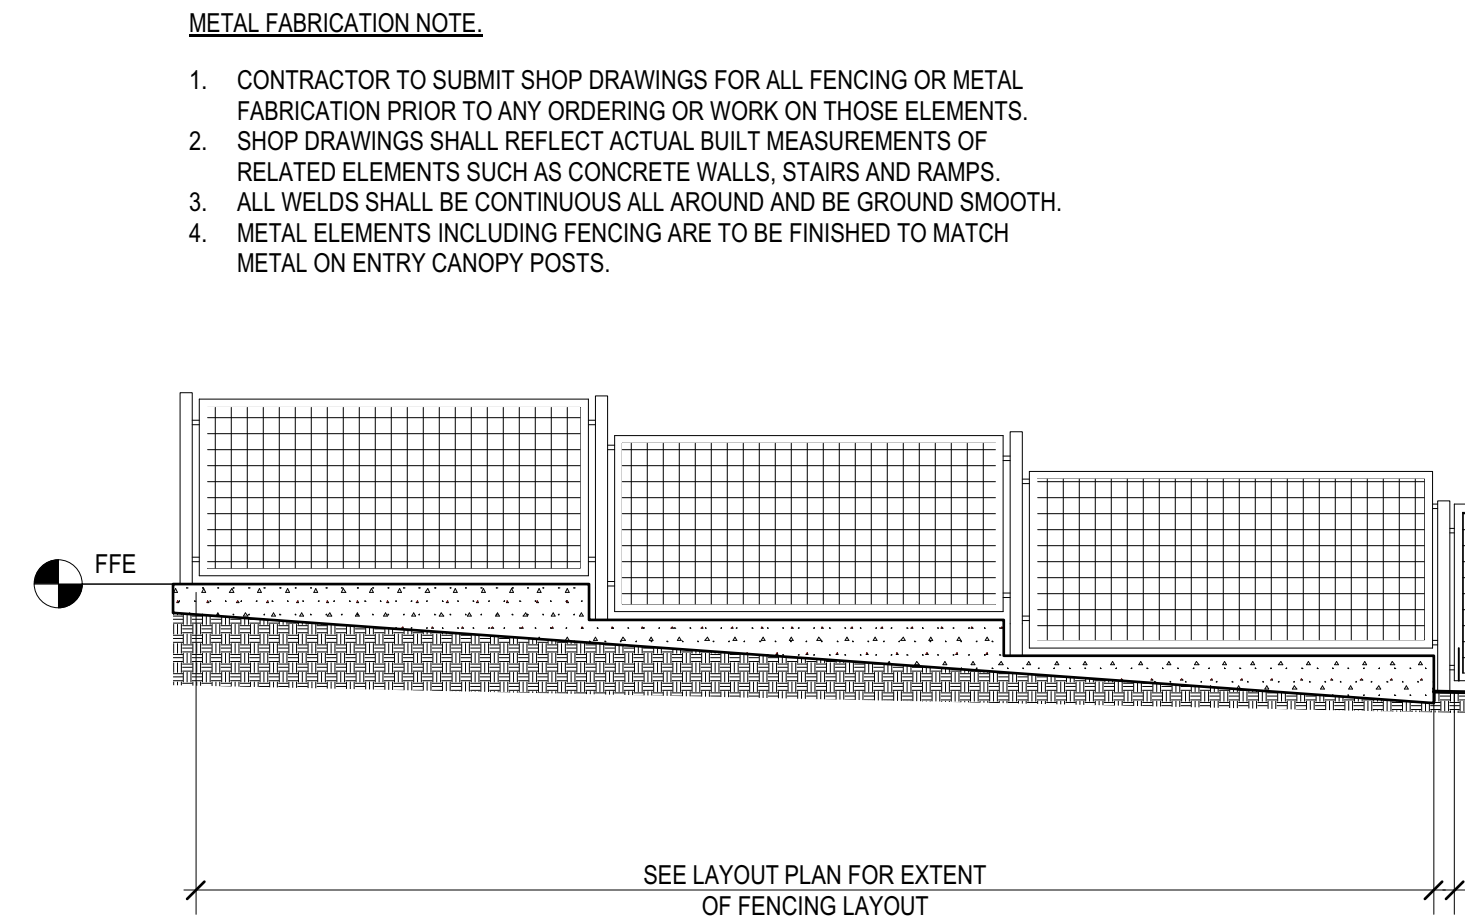 METAL FABRICATION NOTE.
1. CONTRACTOR TO SUBMIT SHOP DRAWINGS FOR ALL FENCING OR METAL
FABRICATION PRIOR TO ANY ORDERING OR WORK ON THOSE ELEMENTS.
2. SHOP DRAWINGS SHALL REFLECT ACTUAL BUILT MEASUREMENTS OF
RELATED ELEMENTS SUCH AS CONCRETE WALLS, STAIRS AND RAMPS.
3. ALL WELDS SHALL BE CONTINUOUS ALL AROUND AND BE GROUND SMOOTH.
4. METAL ELEMENTS INCLUDING FENCING ARE TO BE FINISHED TO MATCH
METAL ON ENTRY CANOPY POSTS.
FFE
SEE LAYOUT PLAN FOR EXTENT
OF FENCING LAYOUT